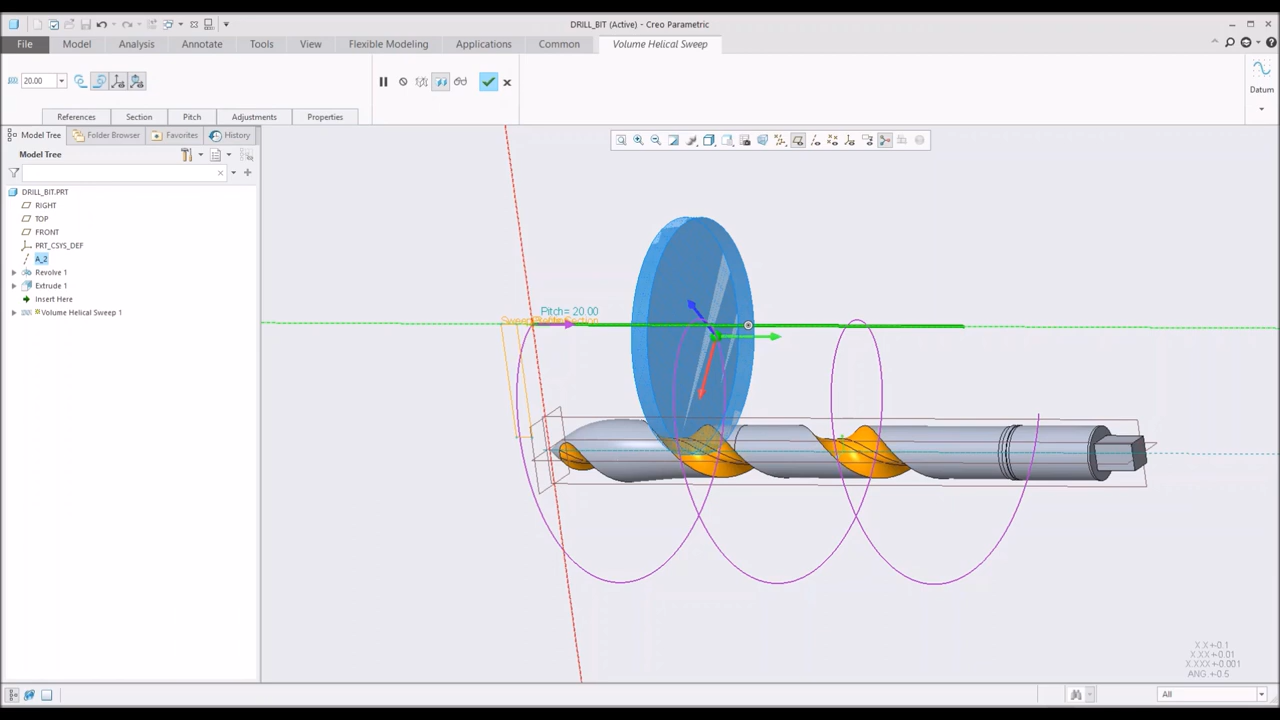 DRILL_BIT (Active) - Creo Parametric
File Model Analysis Annotate Tools View Flexible Modeling Applications Common Volume Helical Sweep
20.00
Datum
References Section Pitch Adjustments Properties
Model Tree Folder Browser Favorites History
Model Tree
DRILL_BIT.PRT
RIGHT
TOP
FRONT
PRT_CSYS_DEF
A_2
Revolve 1
Extrude 1
Insert Here
Volume Helical Sweep 1
Pitch= 20.00
Section
X.X+-0.1
X.XX+-0.01
X.XXX+-0.001
ANG.+-0.5
All